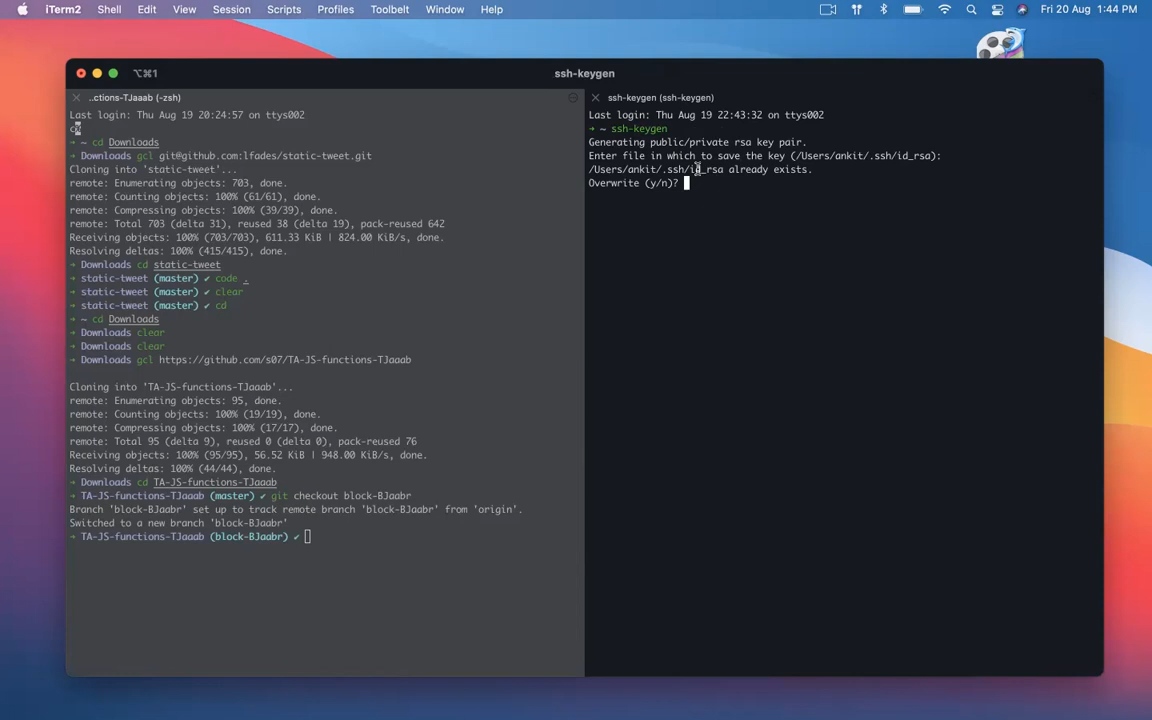 iTerm2 Shell Edit View Session Scripts Profiles Toolbelt Window Help Fri 20 Aug 1:44 PM
⌥⌘1 ssh-keygen
..ctions-TJaaab (-zsh)
Last login: Thu Aug 19 20:24:57 on ttys002
➜ ~ cd Downloads
➜ Downloads gcl git@github.com:lfades/static-tweet.git
Cloning into 'static-tweet'...
remote: Enumerating objects: 703, done.
remote: Counting objects: 100% (61/61), done.
remote: Compressing objects: 100% (39/39), done.
remote: Total 703 (delta 31), reused 38 (delta 19), pack-reused 642
Receiving objects: 100% (703/703), 611.33 KiB | 824.00 KiB/s, done.
Resolving deltas: 100% (415/415), done.
➜ Downloads cd static-tweet
➜ static-tweet (master) ✔ code .
➜ static-tweet (master) ✔ clear
➜ static-tweet (master) ✔ cd
➜ ~ cd Downloads
➜ Downloads clear
➜ Downloads clear
➜ Downloads gcl https://github.com/s07/TA-JS-functions-TJaaab
Cloning into 'TA-JS-functions-TJaaab'...
remote: Enumerating objects: 95, done.
remote: Counting objects: 100% (19/19), done.
remote: Compressing objects: 100% (17/17), done.
remote: Total 95 (delta 9), reused 0 (delta 0), pack-reused 76
Receiving objects: 100% (95/95), 56.52 KiB | 948.00 KiB/s, done.
Resolving deltas: 100% (44/44), done.
➜ Downloads cd TA-JS-functions-TJaaab
➜ TA-JS-functions-TJaaab (master) ✔ git checkout block-BJaabr
Branch 'block-BJaabr' set up to track remote branch 'block-BJaabr' from 'origin'.
Switched to a new branch 'block-BJaabr'
➜ TA-JS-functions-TJaaab (block-BJaabr) ✔
ssh-keygen (ssh-keygen)
Last login: Thu Aug 19 22:43:32 on ttys002
➜ ~ ssh-keygen
Generating public/private rsa key pair.
Enter file in which to save the key (/Users/ankit/.ssh/id_rsa):
/Users/ankit/.ssh/id_rsa already exists.
Overwrite (y/n)?